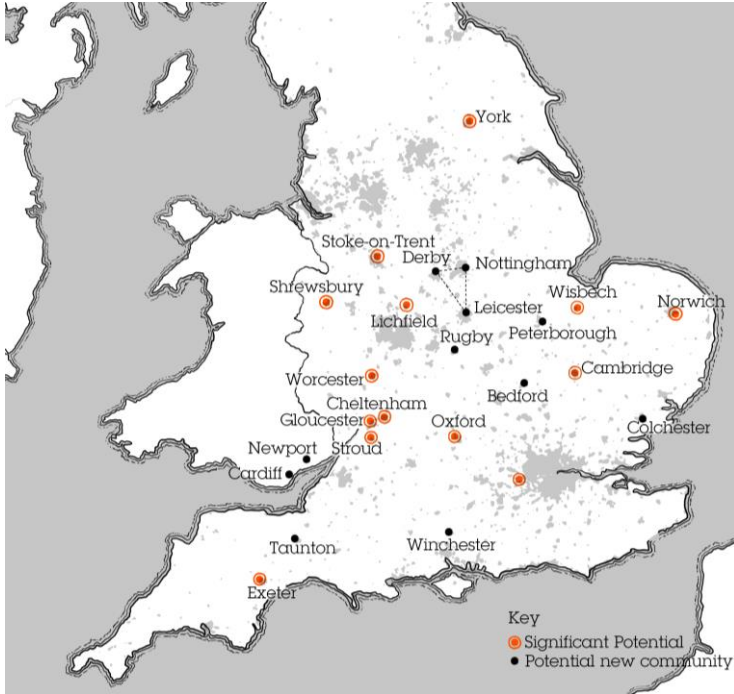 York
Stoke-on-Trent
Derby
Nottingham
Shrewsbury
Lichfield
Leicester
Wisbech
Norwich
Rugby
Peterborough
Worcester
Cambridge
Bedford
Cheltenham
Gloucester
Oxford
Colchester
Stroud
Newport
Cardiff
Taunton
Winchester
Exeter
Key
Significant Potential
Potential new community